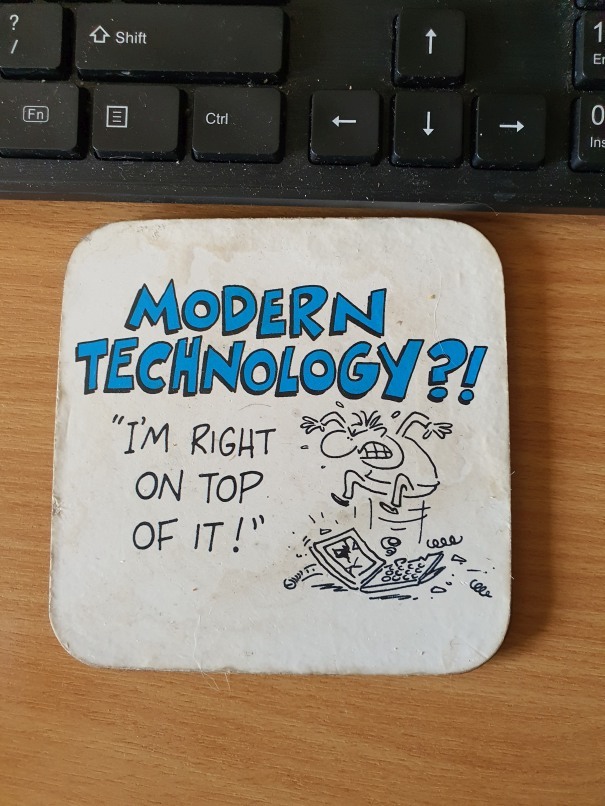 ?
/
Shift
↑
1
Fn
Ctrl
←
↓
→
0
Ins
MODERN
TECHNOLOGY?!
"I'M RIGHT
ON TOP
OF IT!"